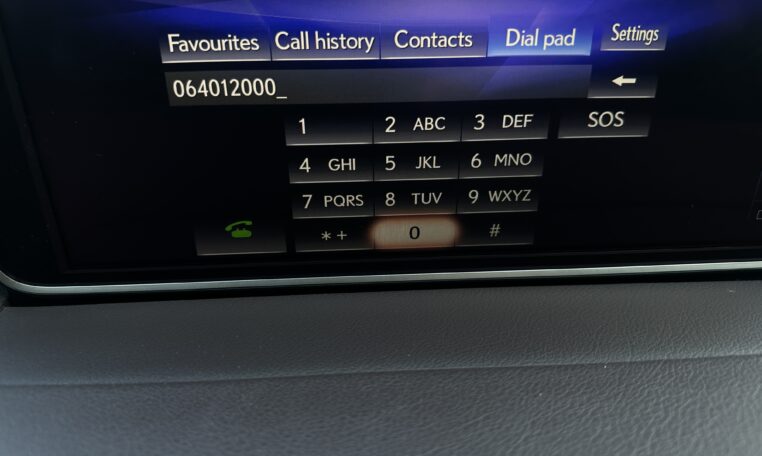 Favourites Call history Contacts Dial pad Settings
064012000_
1 2 ABC 3 DEF SOS
4 GHI 5 JKL 6 MNO
7 PQRS 8 TUV 9 WXYZ
*+ 0 #